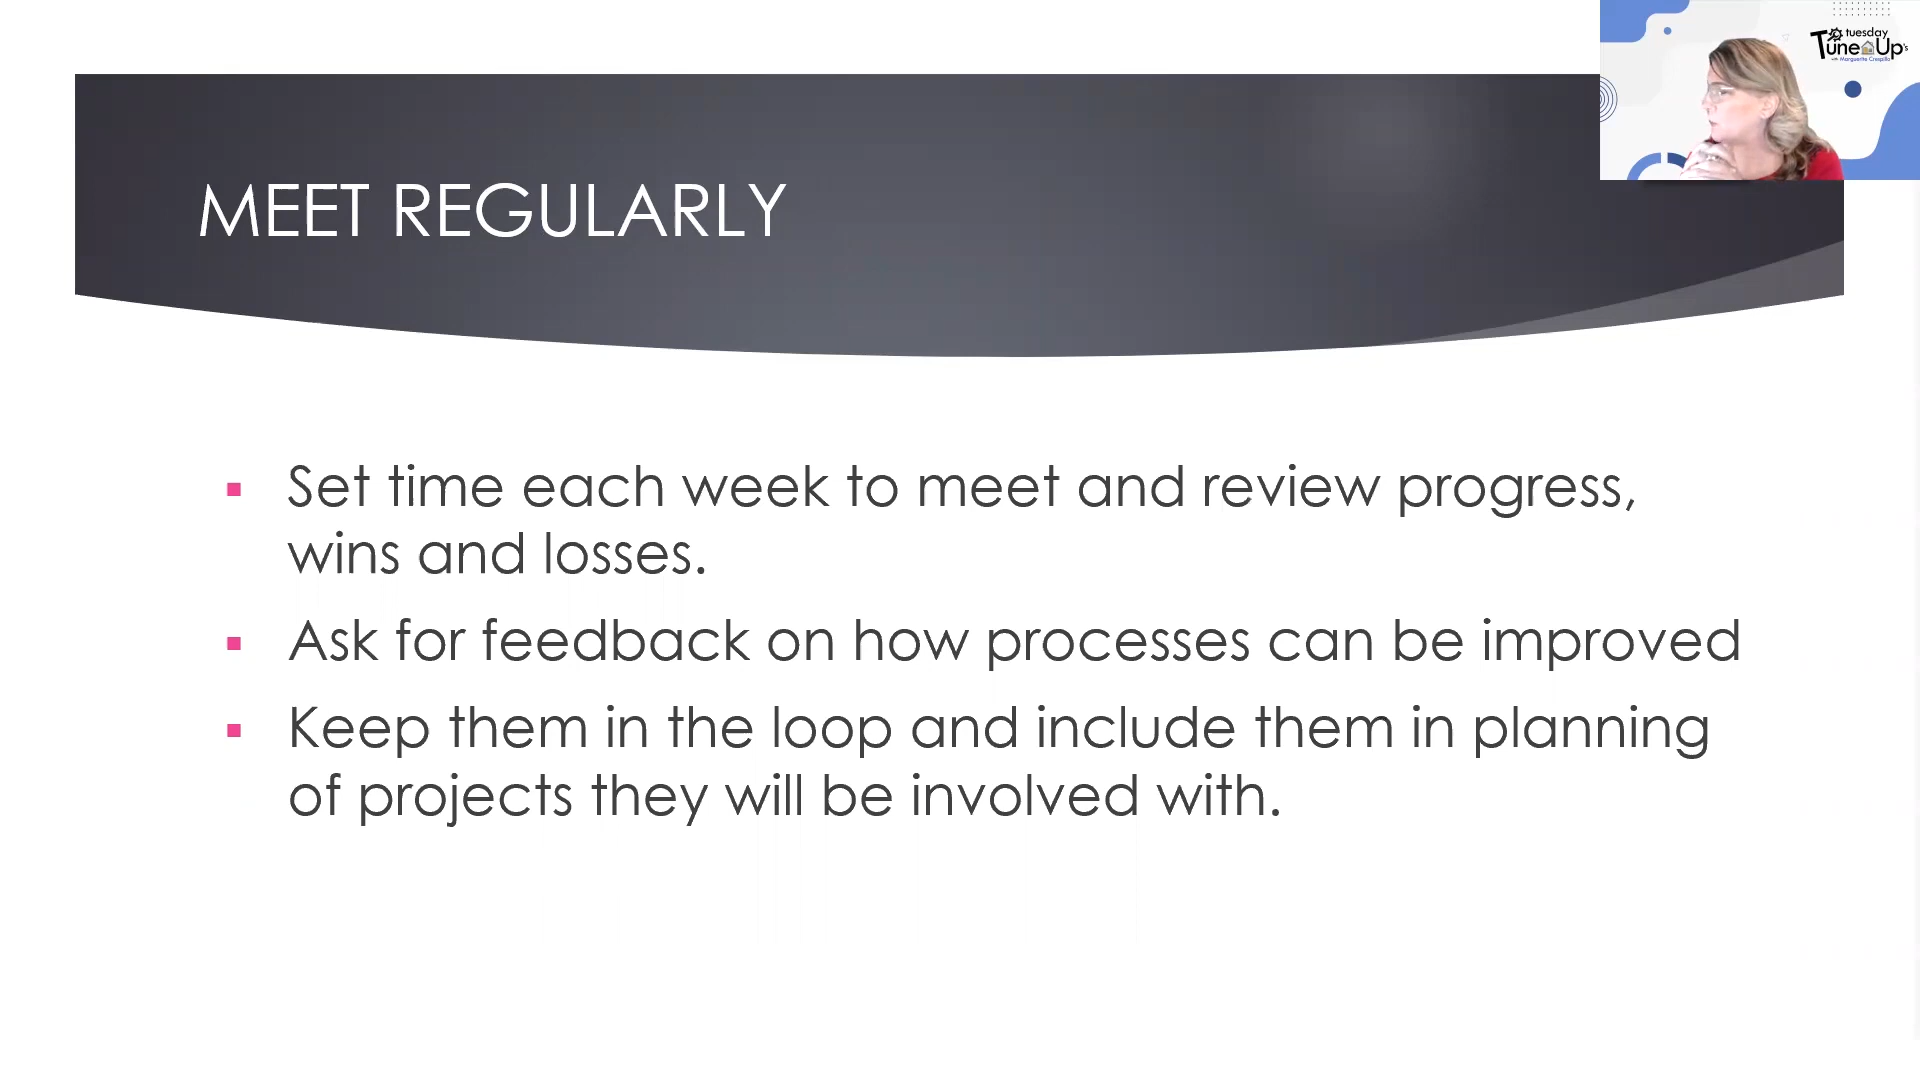 tuesday
Tune Up's
with Marguerite Crespillo
MEET REGULARLY
Set time each week to meet and review progress,
wins and losses.
Ask for feedback on how processes can be improved
Keep them in the loop and include them in planning
of projects they will be involved with.